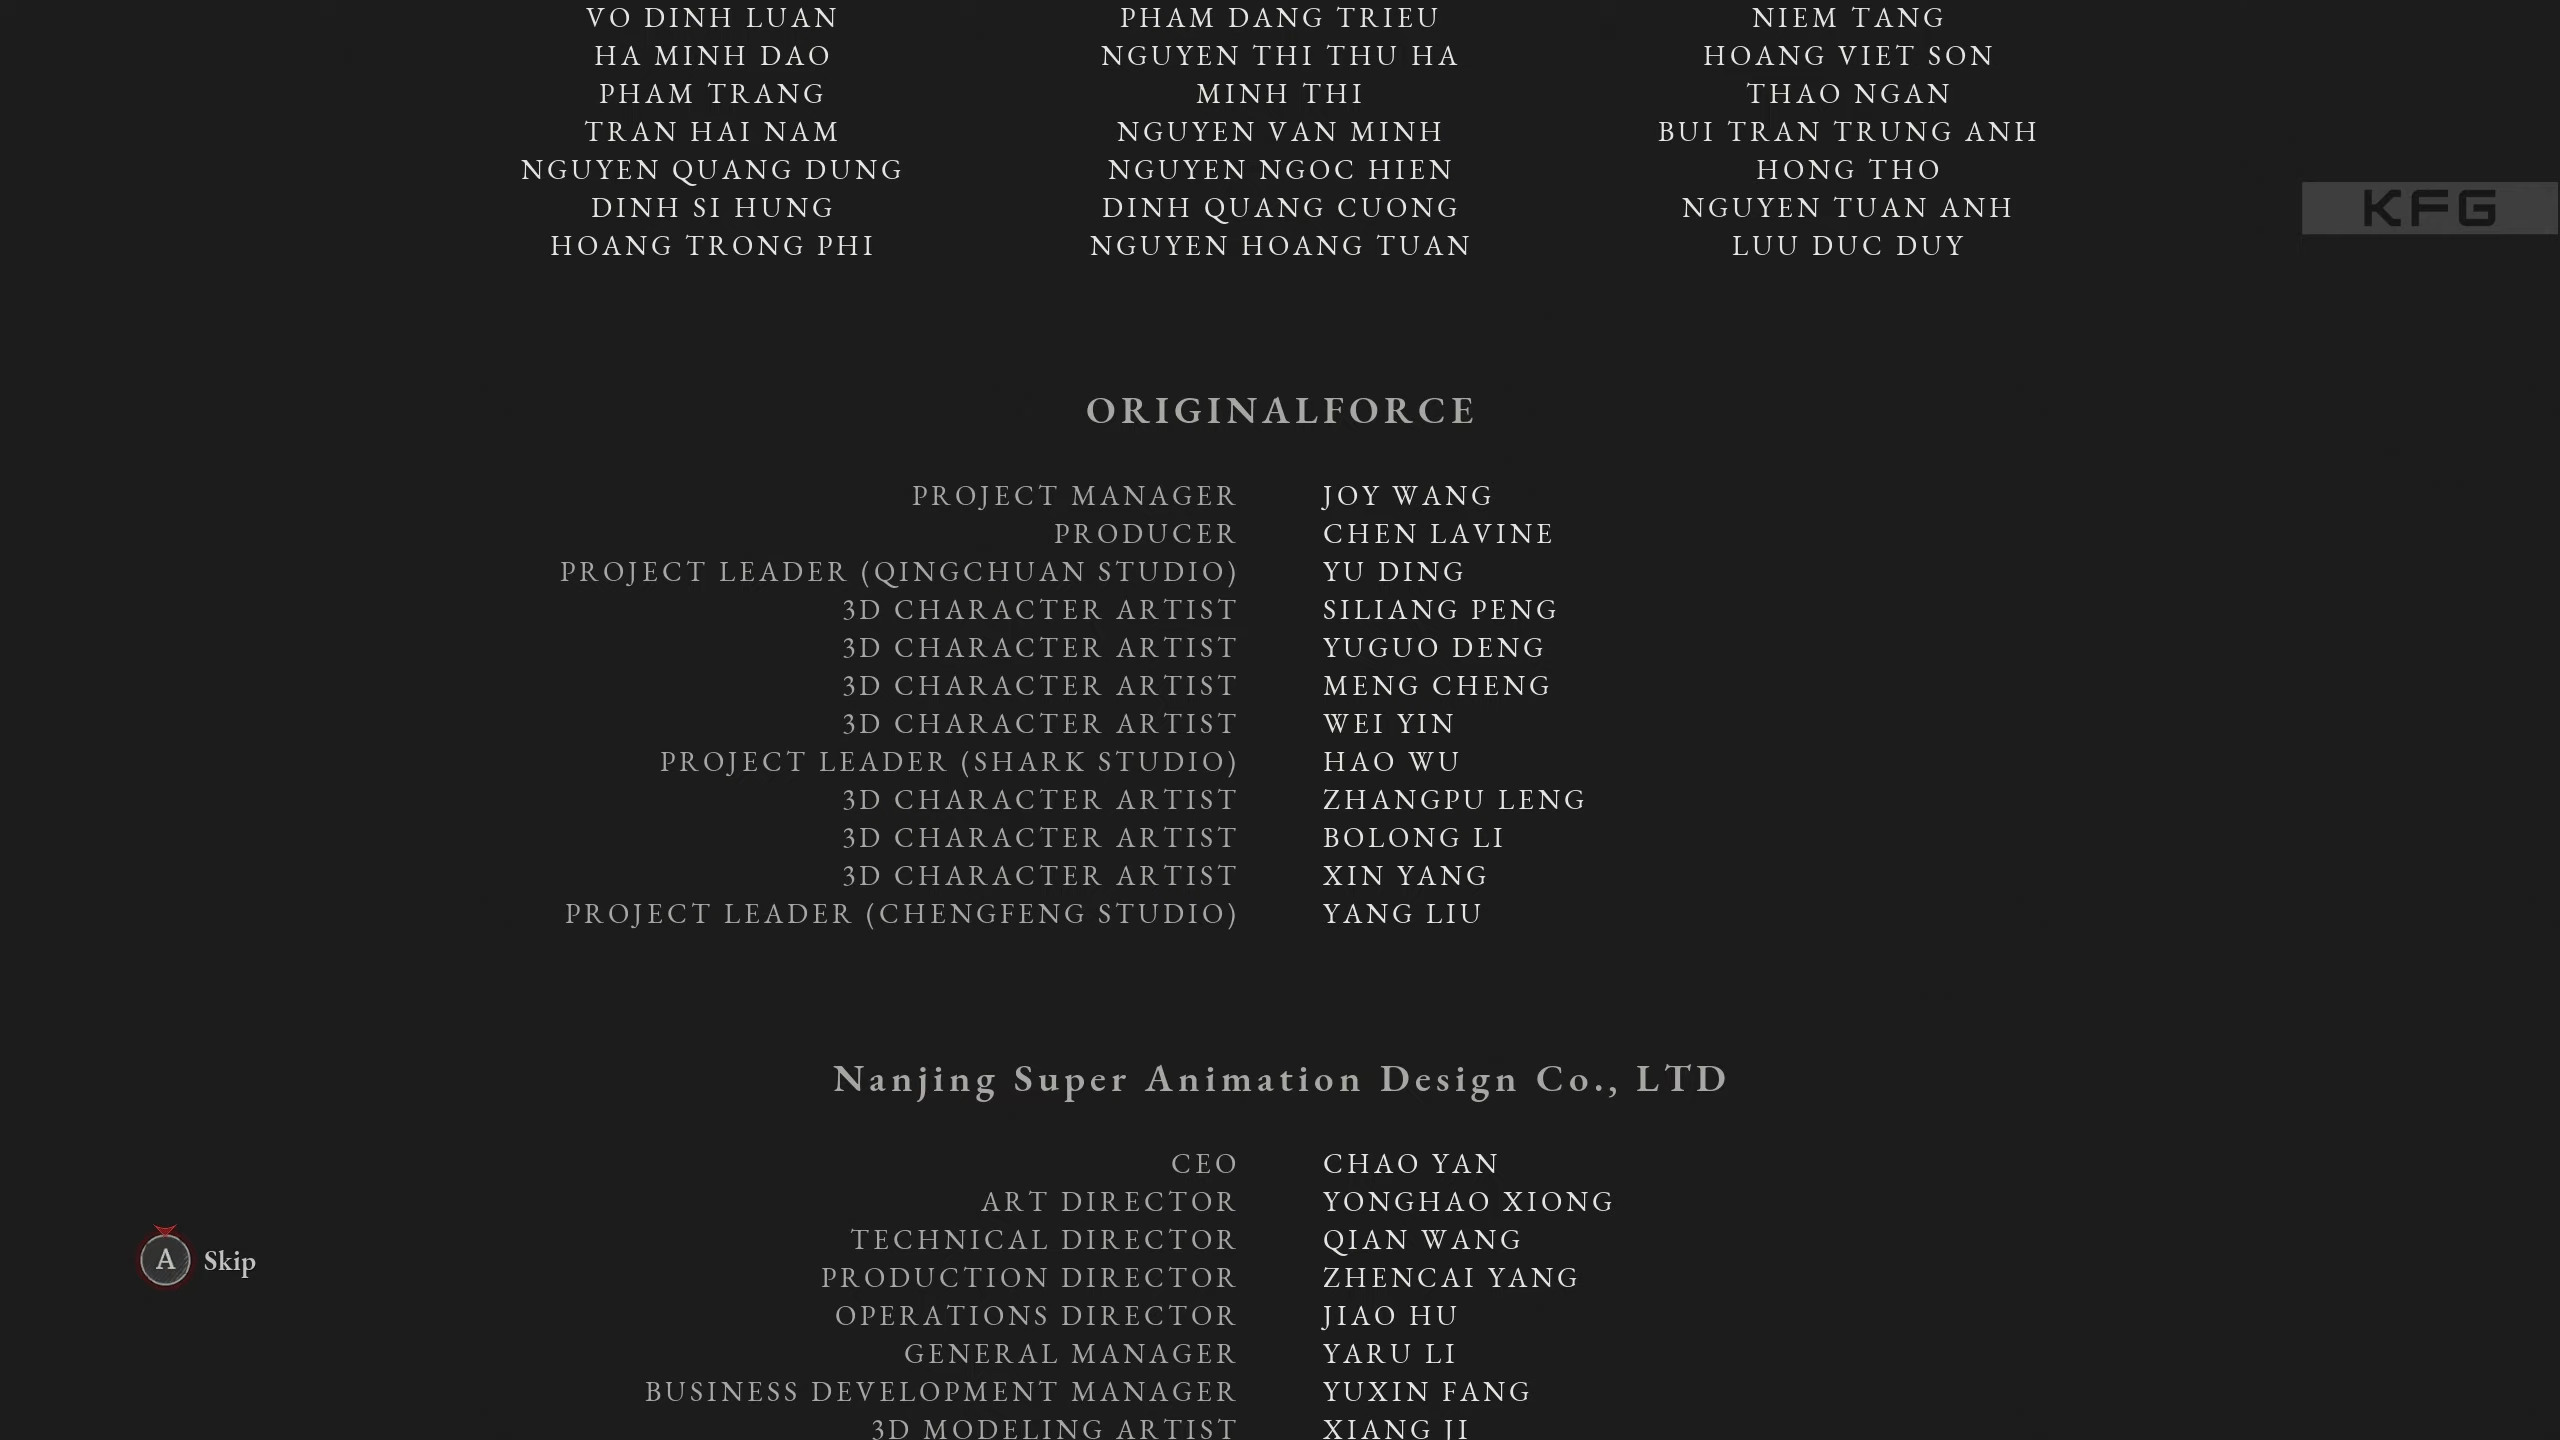 VO DINH LUAN PHAM DANG TRIEU NIEM TANG
HA MINH DAO NGUYEN THI THU HA HOANG VIET SON
PHAM TRANG MINH THI THAO NGAN
TRAN HAI NAM NGUYEN VAN MINH BUI TRAN TRUNG ANH
NGUYEN QUANG DUNG NGUYEN NGOC HIEN HONG THO
DINH SI HUNG DINH QUANG CUONG NGUYEN TUAN ANH
HOANG TRONG PHI NGUYEN HOANG TUAN LUU DUC DUY
KFG
ORIGINALFORCE
PROJECT MANAGER JOY WANG
PRODUCER CHEN LAVINE
PROJECT LEADER (QINGCHUAN STUDIO) YU DING
3D CHARACTER ARTIST SILIANG PENG
3D CHARACTER ARTIST YUGUO DENG
3D CHARACTER ARTIST MENG CHENG
3D CHARACTER ARTIST WEI YIN
PROJECT LEADER (SHARK STUDIO) HAO WU
3D CHARACTER ARTIST ZHANGPU LENG
3D CHARACTER ARTIST BOLONG LI
3D CHARACTER ARTIST XIN YANG
PROJECT LEADER (CHENGFENG STUDIO) YANG LIU
Nanjing Super Animation Design Co., LTD
CEO CHAO YAN
ART DIRECTOR YONGHAO XIONG
TECHNICAL DIRECTOR QIAN WANG
PRODUCTION DIRECTOR ZHENCAI YANG
OPERATIONS DIRECTOR JIAO HU
GENERAL MANAGER YARU LI
BUSINESS DEVELOPMENT MANAGER YUXIN FANG
3D MODELING ARTIST XIANG JI
A Skip